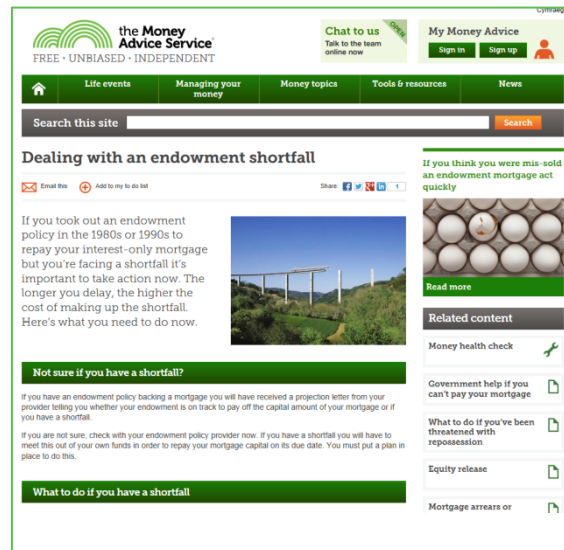 Cymraeg
the Money
Advice Service
FREE · UNBIASED · INDEPENDENT
Chat to us
Talk to the team
online now
OPEN
My Money Advice
Sign in
Sign up
Life events
Managing your
money
Money topics
Tools & resources
News
Search this site
Search
Dealing with an endowment shortfall
Email this
Add to my to do list
Share:
1
If you took out an endowment
policy in the 1980s or 1990s to
repay your interest-only mortgage
but you're facing a shortfall it's
important to take action now. The
longer you delay, the higher the
cost of making up the shortfall.
Here's what you need to do now.
Not sure if you have a shortfall?
If you have an endowment policy backing a mortgage you will have received a projection letter from your
provider telling you whether your endowment is on track to pay off the capital amount of your mortgage or if
you have a shortfall.
If you are not sure, check with your endowment policy provider now. If you have a shortfall you will have to
meet this out of your own funds in order to repay your mortgage capital on its due date. You must put a plan in
place to do this.
What to do if you have a shortfall
If you think you were mis-sold
an endowment mortgage act
quickly
Read more
Related content
Money health check
Government help if you
can't pay your mortgage
What to do if you've been
threatened with
repossession
Equity release
Mortgage arrears or